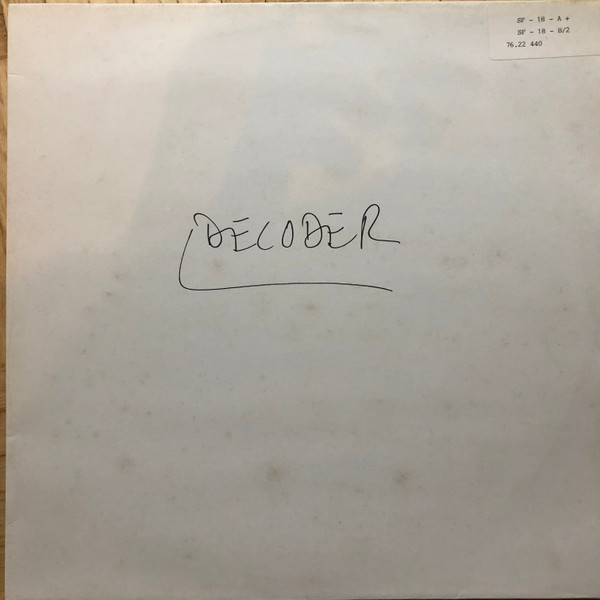 SF - 18 - A +
SF - 18 - B/2
76.22 440
DECODER